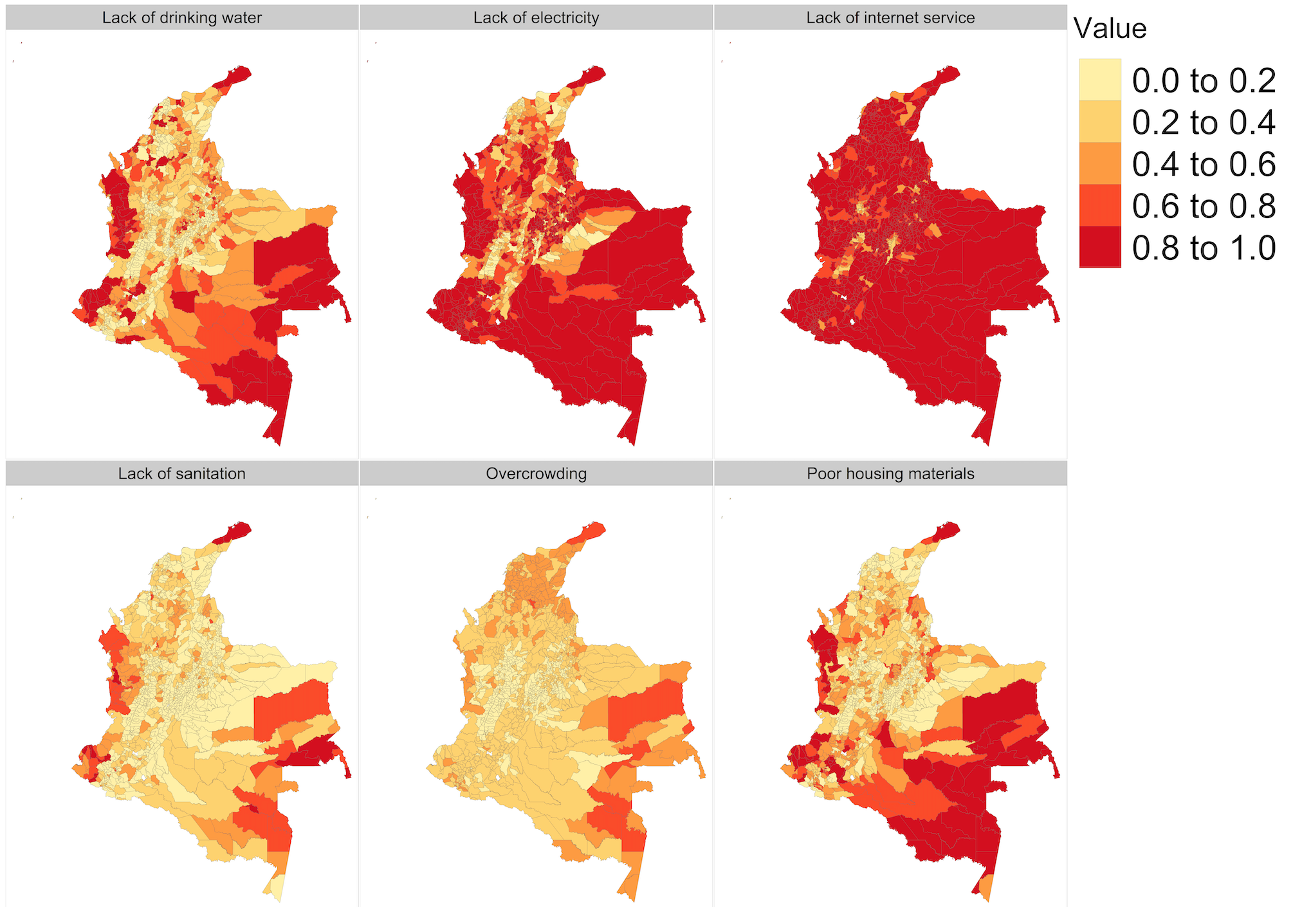 Lack of drinking water
Lack of electricity
Lack of internet service
Value
0.0 to 0.2
0.2 to 0.4
0.4 to 0.6
0.6 to 0.8
0.8 to 1.0
Lack of sanitation
Overcrowding
Poor housing materials